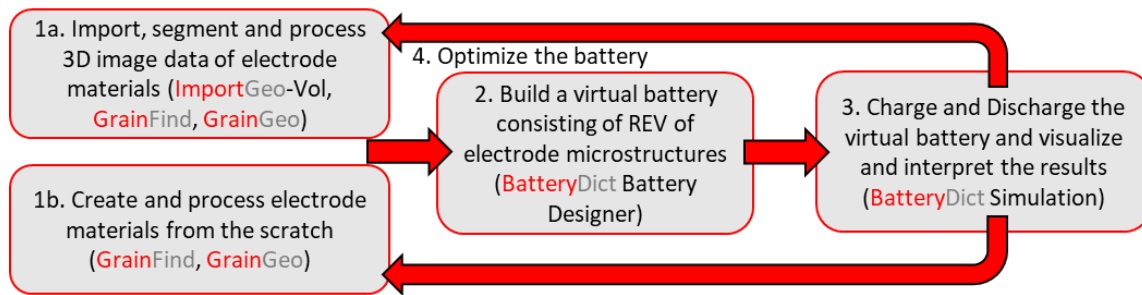 1a. Import, segment and process
3D image data of electrode
materials (ImportGeo-Vol,
GrainFind, GrainGeo)
1b. Create and process electrode
materials from the scratch
(GrainFind, GrainGeo)
4. Optimize the battery
2. Build a virtual battery
consisting of REV of
electrode microstructures
(BatteryDict Battery
Designer)
3. Charge and Discharge the
virtual battery and visualize
and interpret the results
(BatteryDict Simulation)